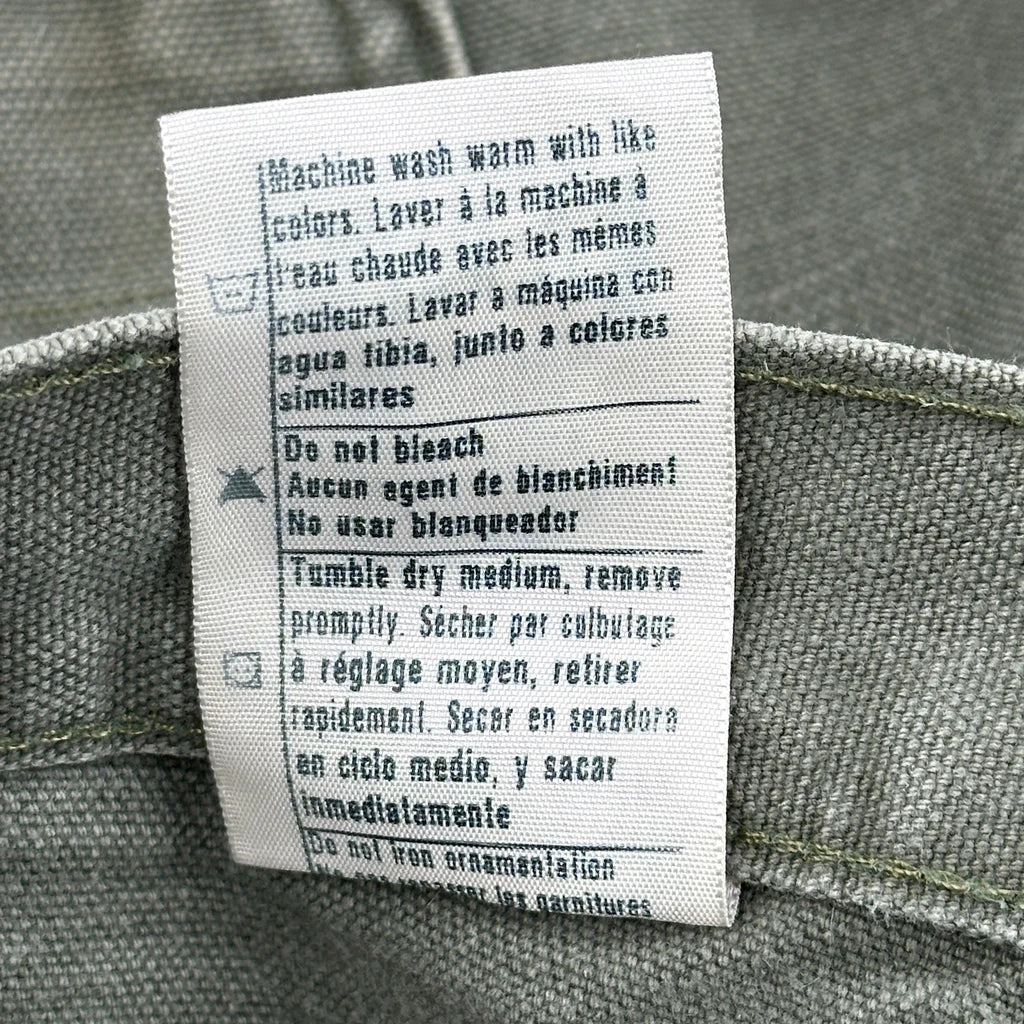 Machine wash warm with like
colors. Laver à la machine à
l'eau chaude avec les mêmes
couleurs. Lavar a máquina con
agua tibia, junto a colores
similares
Do not bleach
Aucun agent de blanchiment
No usar blanqueador
Tumble dry medium, remove
promptly. Sécher par culbutage
à réglage moyen, retirer
rapidement. Secar en secadora
en ciclo medio, y sacar
inmediatamente
Do not iron ornamentation
les garnitures